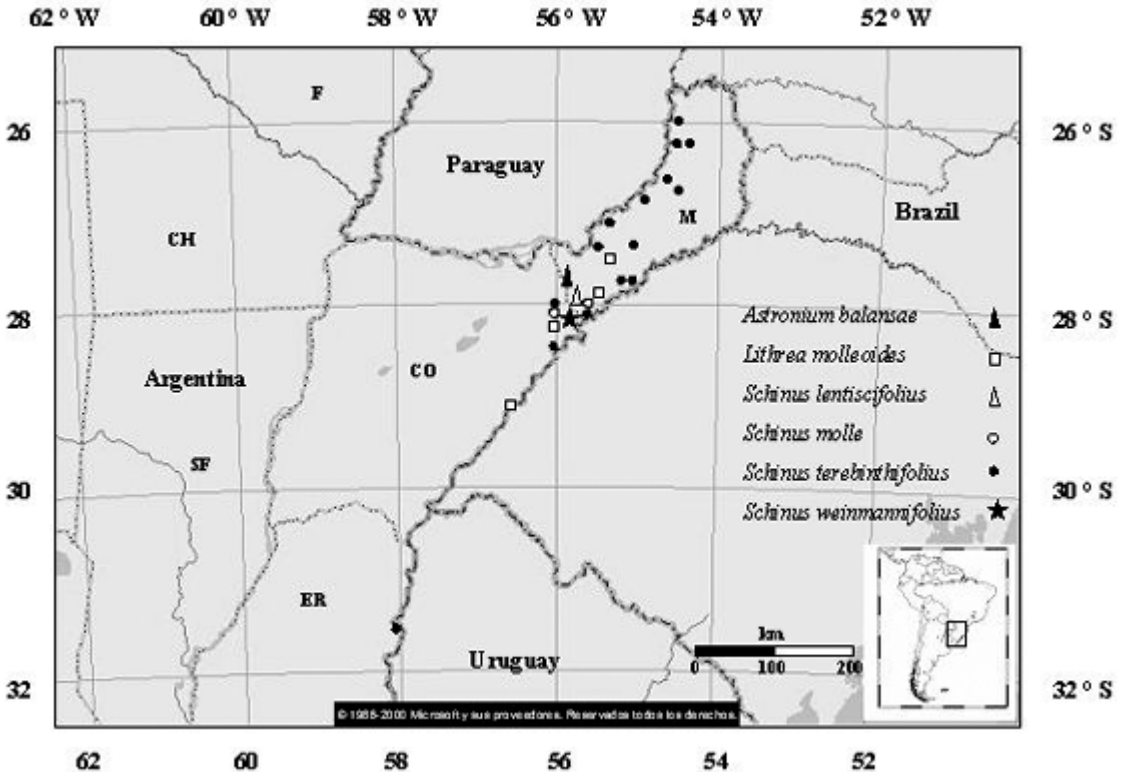 62 ° W 60 ° W 58 ° W 56 ° W 54 ° W 52 ° W
F
26 26 ° S
Paraguay
Brazil
M
CH
28 28 ° S
Astronium balansae
Lithrea molleoides
CO
Argentina
Schinus lentiscifolius
Schinus molle
SF
Schinus terebinthifolius
30 30 ° S
Schinus weinmannifolius
ER
km
Uruguay
0 100 200
32 32 ° S
© 1988-2000 Microsoft y sus proveedores. Reservados todos los derechos.
62 60 58 56 54 52